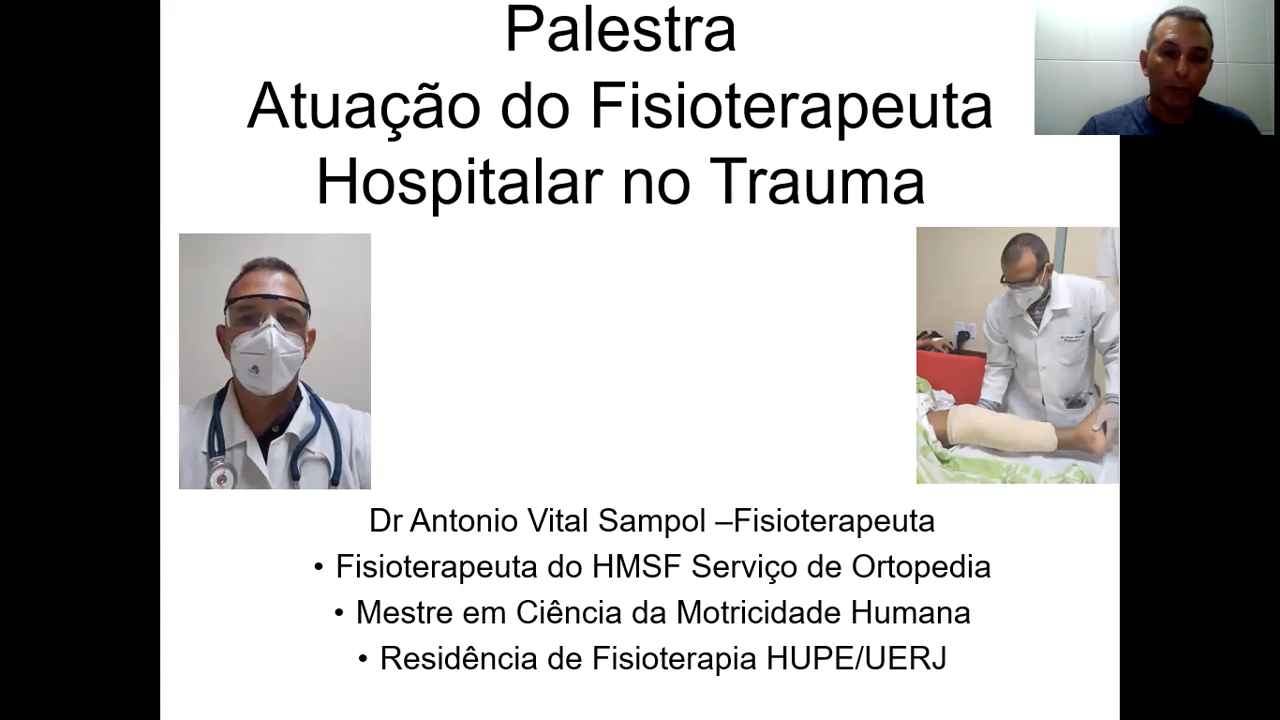 Palestra
Atuação do Fisioterapeuta
Hospitalar no Trauma
Dr Antonio Vital Sampol –Fisioterapeuta
• Fisioterapeuta do HMSF Serviço de Ortopedia
• Mestre em Ciência da Motricidade Humana
• Residência de Fisioterapia HUPE/UERJ